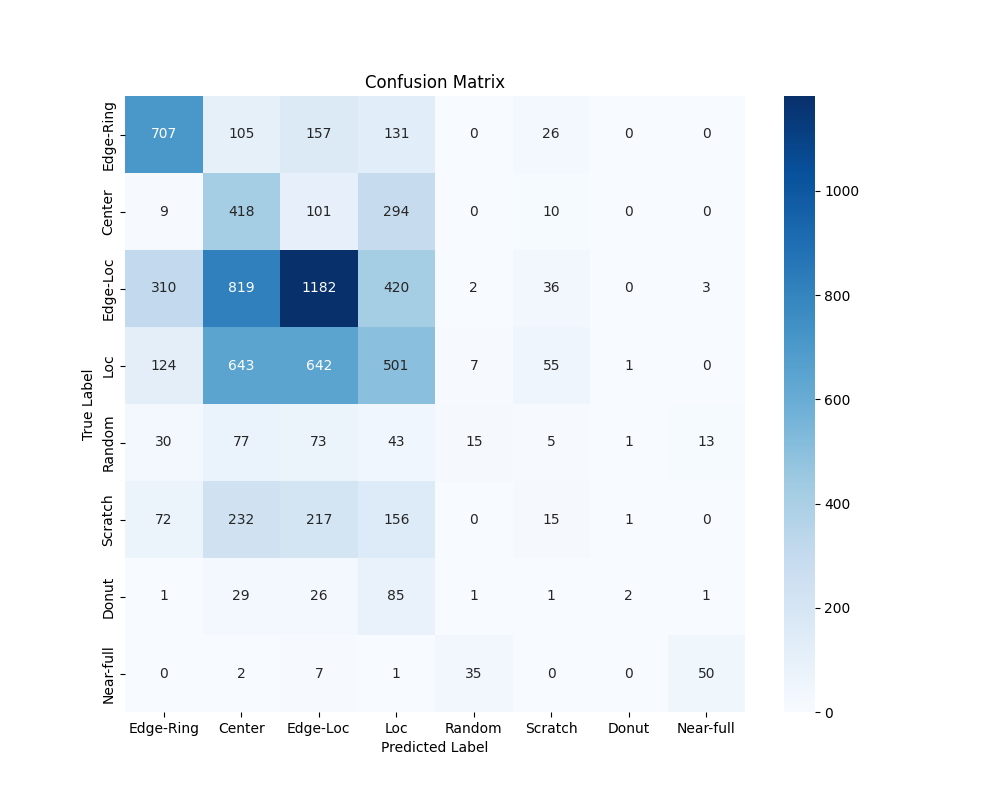 Confusion Matrix
True Label
Edge-Ring 707 105 157 131 0 26 0 0
Center 9 418 101 294 0 10 0 0
Edge-Loc 310 819 1182 420 2 36 0 3
Loc 124 643 642 501 7 55 1 0
Random 30 77 73 43 15 5 1 13
Scratch 72 232 217 156 0 15 1 0
Donut 1 29 26 85 1 1 2 1
Near-full 0 2 7 1 35 0 0 50
Edge-Ring Center Edge-Loc Loc Random Scratch Donut Near-full
Predicted Label
1000
800
600
400
200
0